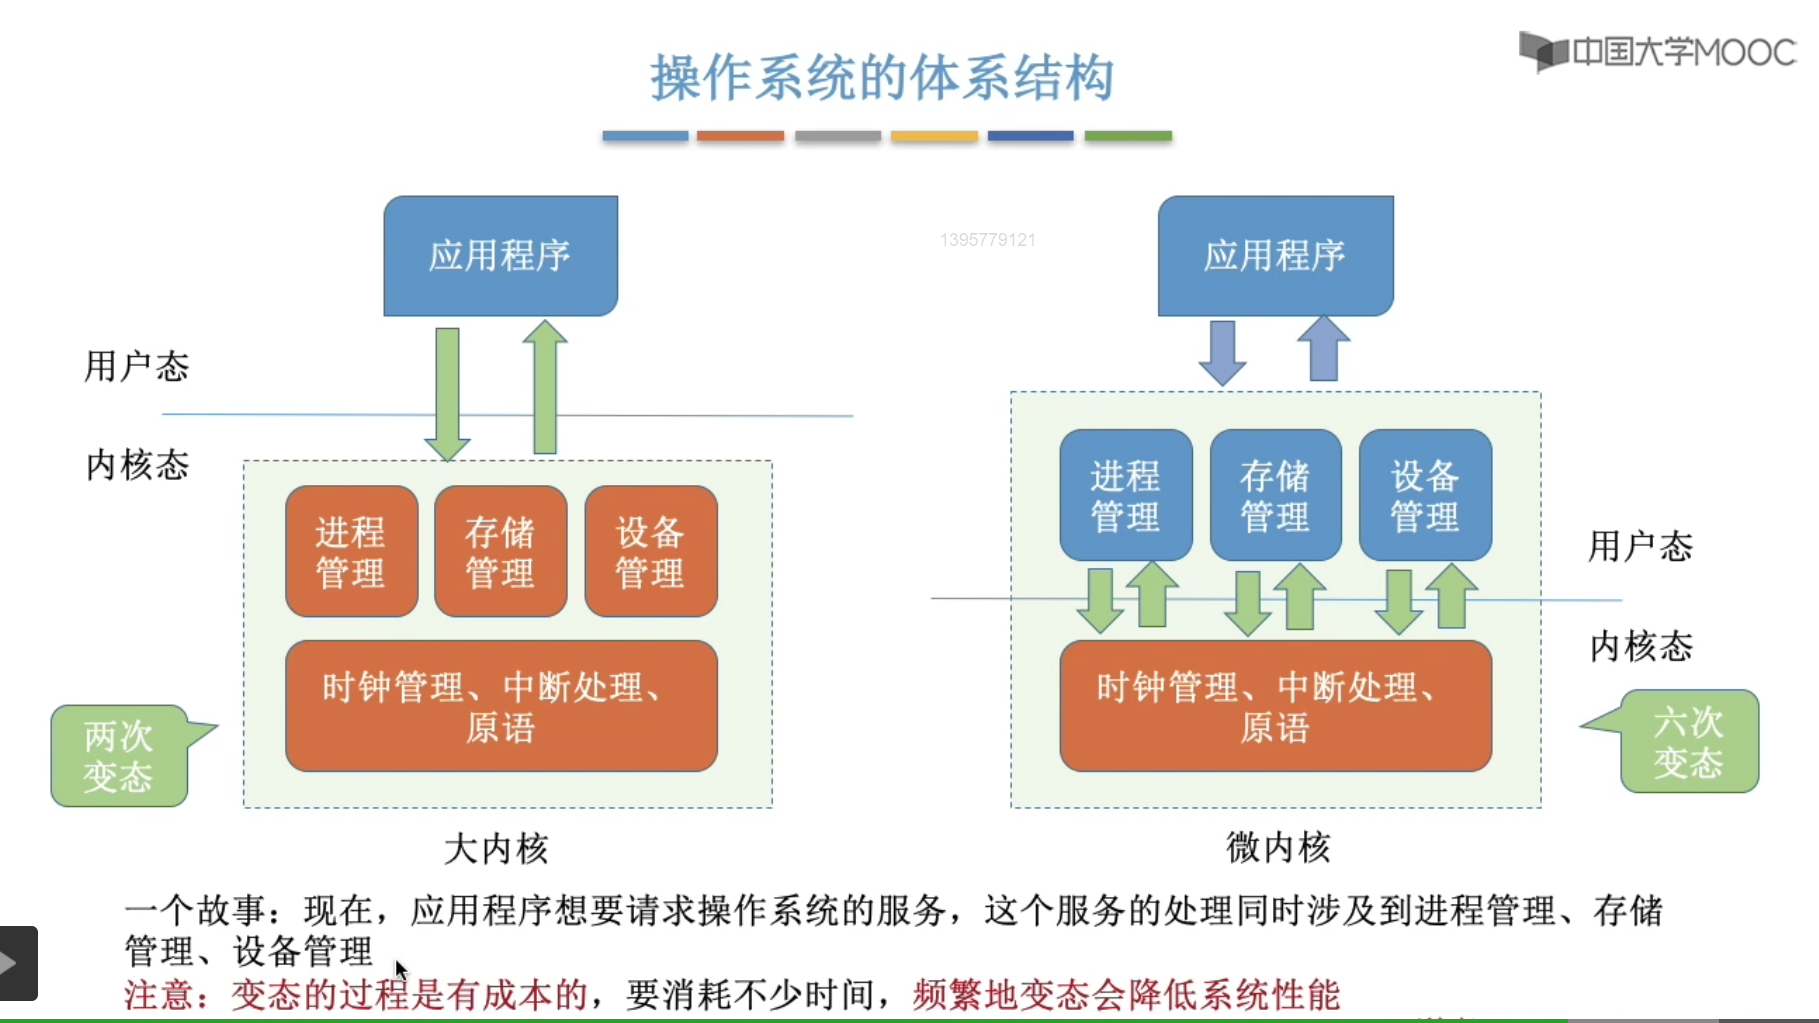 中国大学MOOC
操作系统的体系结构
应用程序
1395779121
应用程序
用户态
内核态
进程
管理
存储
管理
设备
管理
时钟管理、中断处理、
原语
两次
变态
大内核
进程
管理
存储
管理
设备
管理
用户态
内核态
时钟管理、中断处理、
原语
六次
变态
微内核
一个故事：现在，应用程序想要请求操作系统的服务，这个服务的处理同时涉及到进程管理、存储
管理、设备管理
注意：变态的过程是有成本的，要消耗不少时间，频繁地变态会降低系统性能